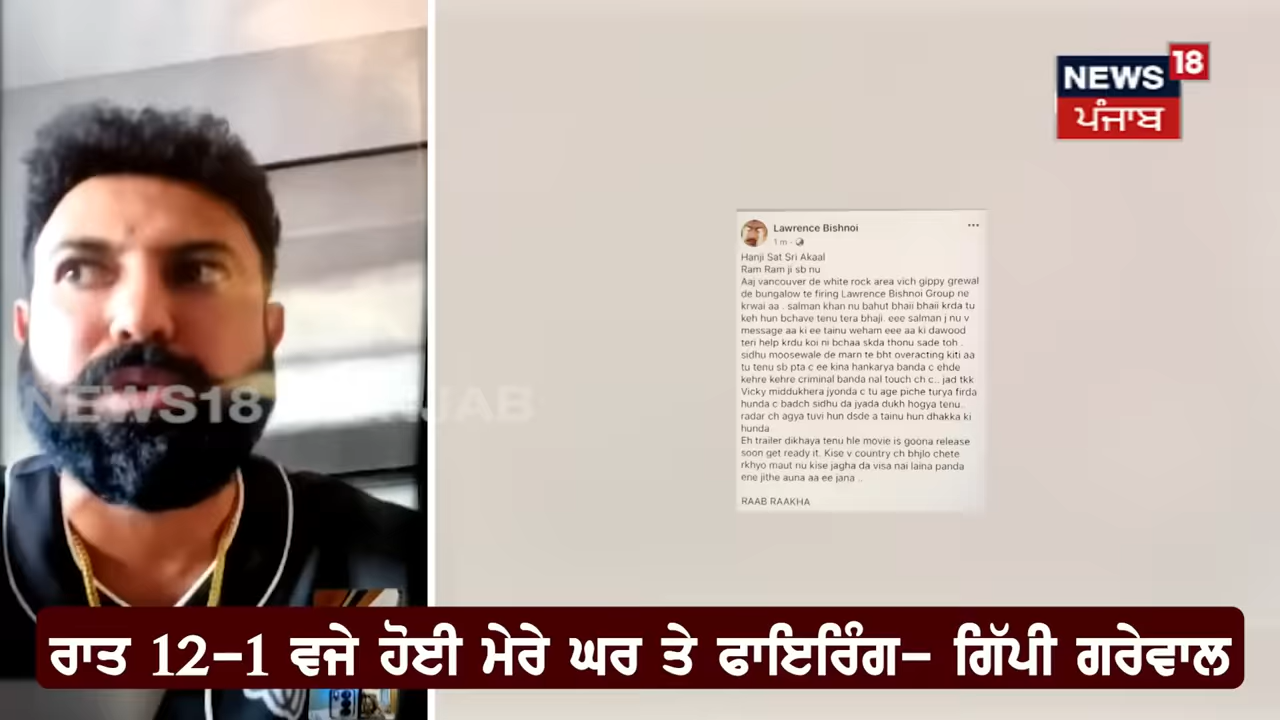 NEWS 18
ਪੰਜਾਬ
Lawrence Bishnoi
1 m
Hanji Sat Sri Akaal
Ram Ram ji sb nu
Aaj vancouver de white rock area vich gippy grewal
de bungalow te firing Lawrence Bishnoi Group ne
krwai aa . salman khan nu bahut bhaii bhaii krda tu
keh hun bchave tenu tera bhaji. eee salman j nu v
message aa ki ee tainu weham eee aa ki dawood
teri help krdu koi ni bchaa skda thonu sade toh .
sidhu moosewale de marn te bht overacting kiti aa
tu tenu sb pta c ee kina hankarya banda c ehde
kehre kehre criminal banda nal touch ch c.. jad tkk
Vicky middukhera jyonda c tu age piche turya firda
hunda c badch sidhu da jyada dukh hogya tenu..
radar ch agya tuvi hun dsde a tainu hun dhakka ki
hunda
Eh trailer dikhaya tenu hle movie is goona release
soon get ready it. Kise v country ch bhjlo chete
rkhyo maut nu kise jagha da visa nai laina panda
ene jithe auna aa ee jana ..
RAAB RAAKHA
NEWS18 JAB
ਰਾਤ 12-1 ਵਜੇ ਹੋਈ ਮੇਰੇ ਘਰ ਤੇ ਫਾਇਰਿੰਗ- ਗਿੱਪੀ ਗਰੇਵਾਲ